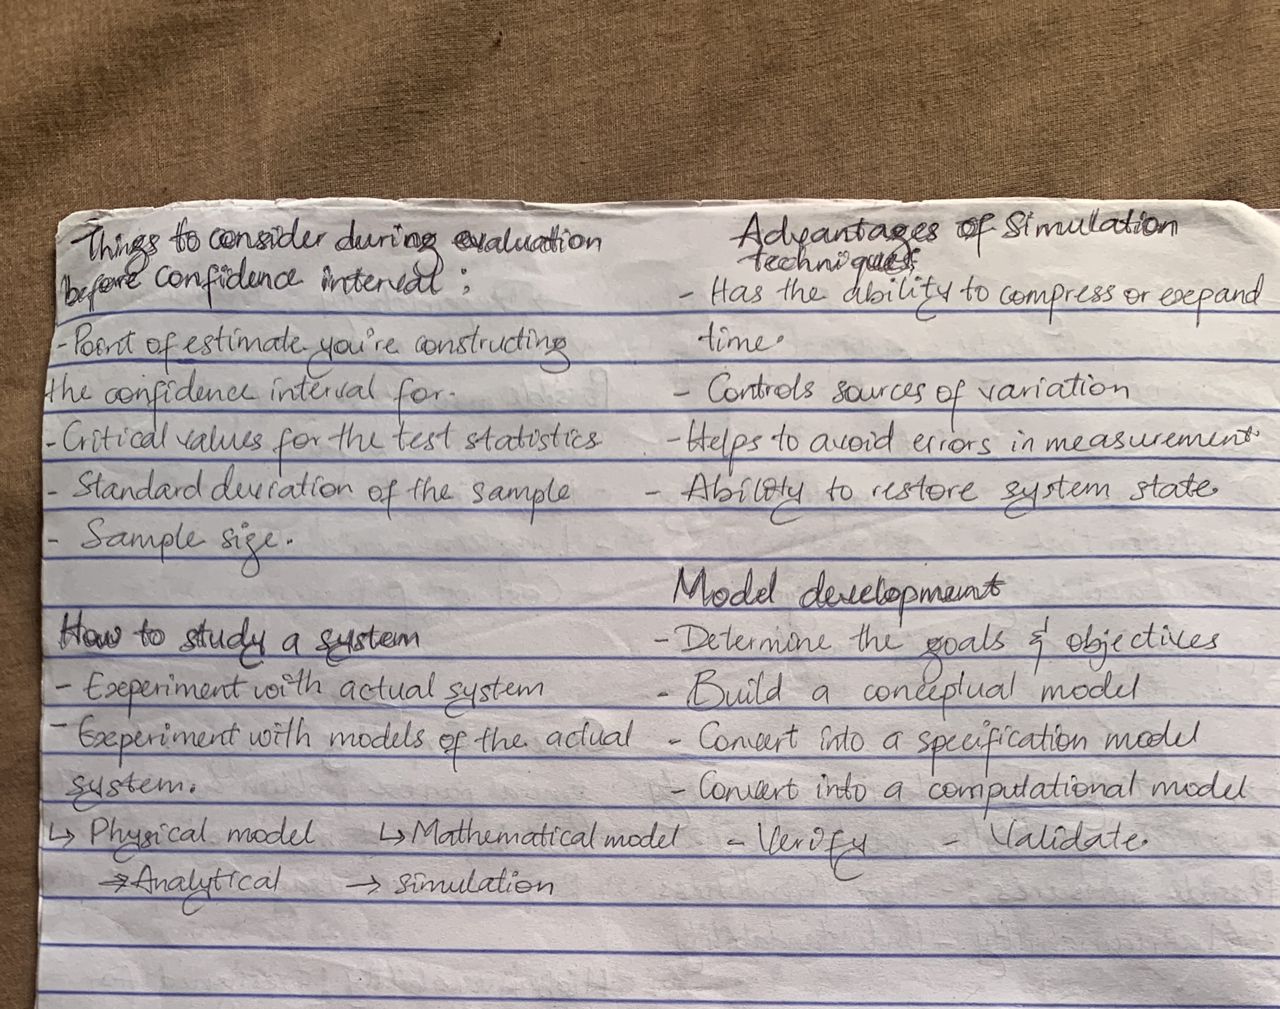 Things to consider during evaluation
before confidence interval ;
- Point of estimate you're constructing
the confidence interval for.
- Critical values for the test statistics
- Standard deviation of the sample
- Sample size.
How to study a system
- Experiment with actual system
- Experiment with models of the actual
system.
↳ Physical model ↳ Mathematical model
→ Analytical → simulation
Advantages of Simulation
techniques
- Has the ability to compress or expand
time.
- Controls sources of variation
- Helps to avoid errors in measurement.
- Ability to restore system state.
Model development
- Determine the goals & objectives
- Build a conceptual model
- Convert into a specification model
- Convert into a computational model
- Verify - Validate.